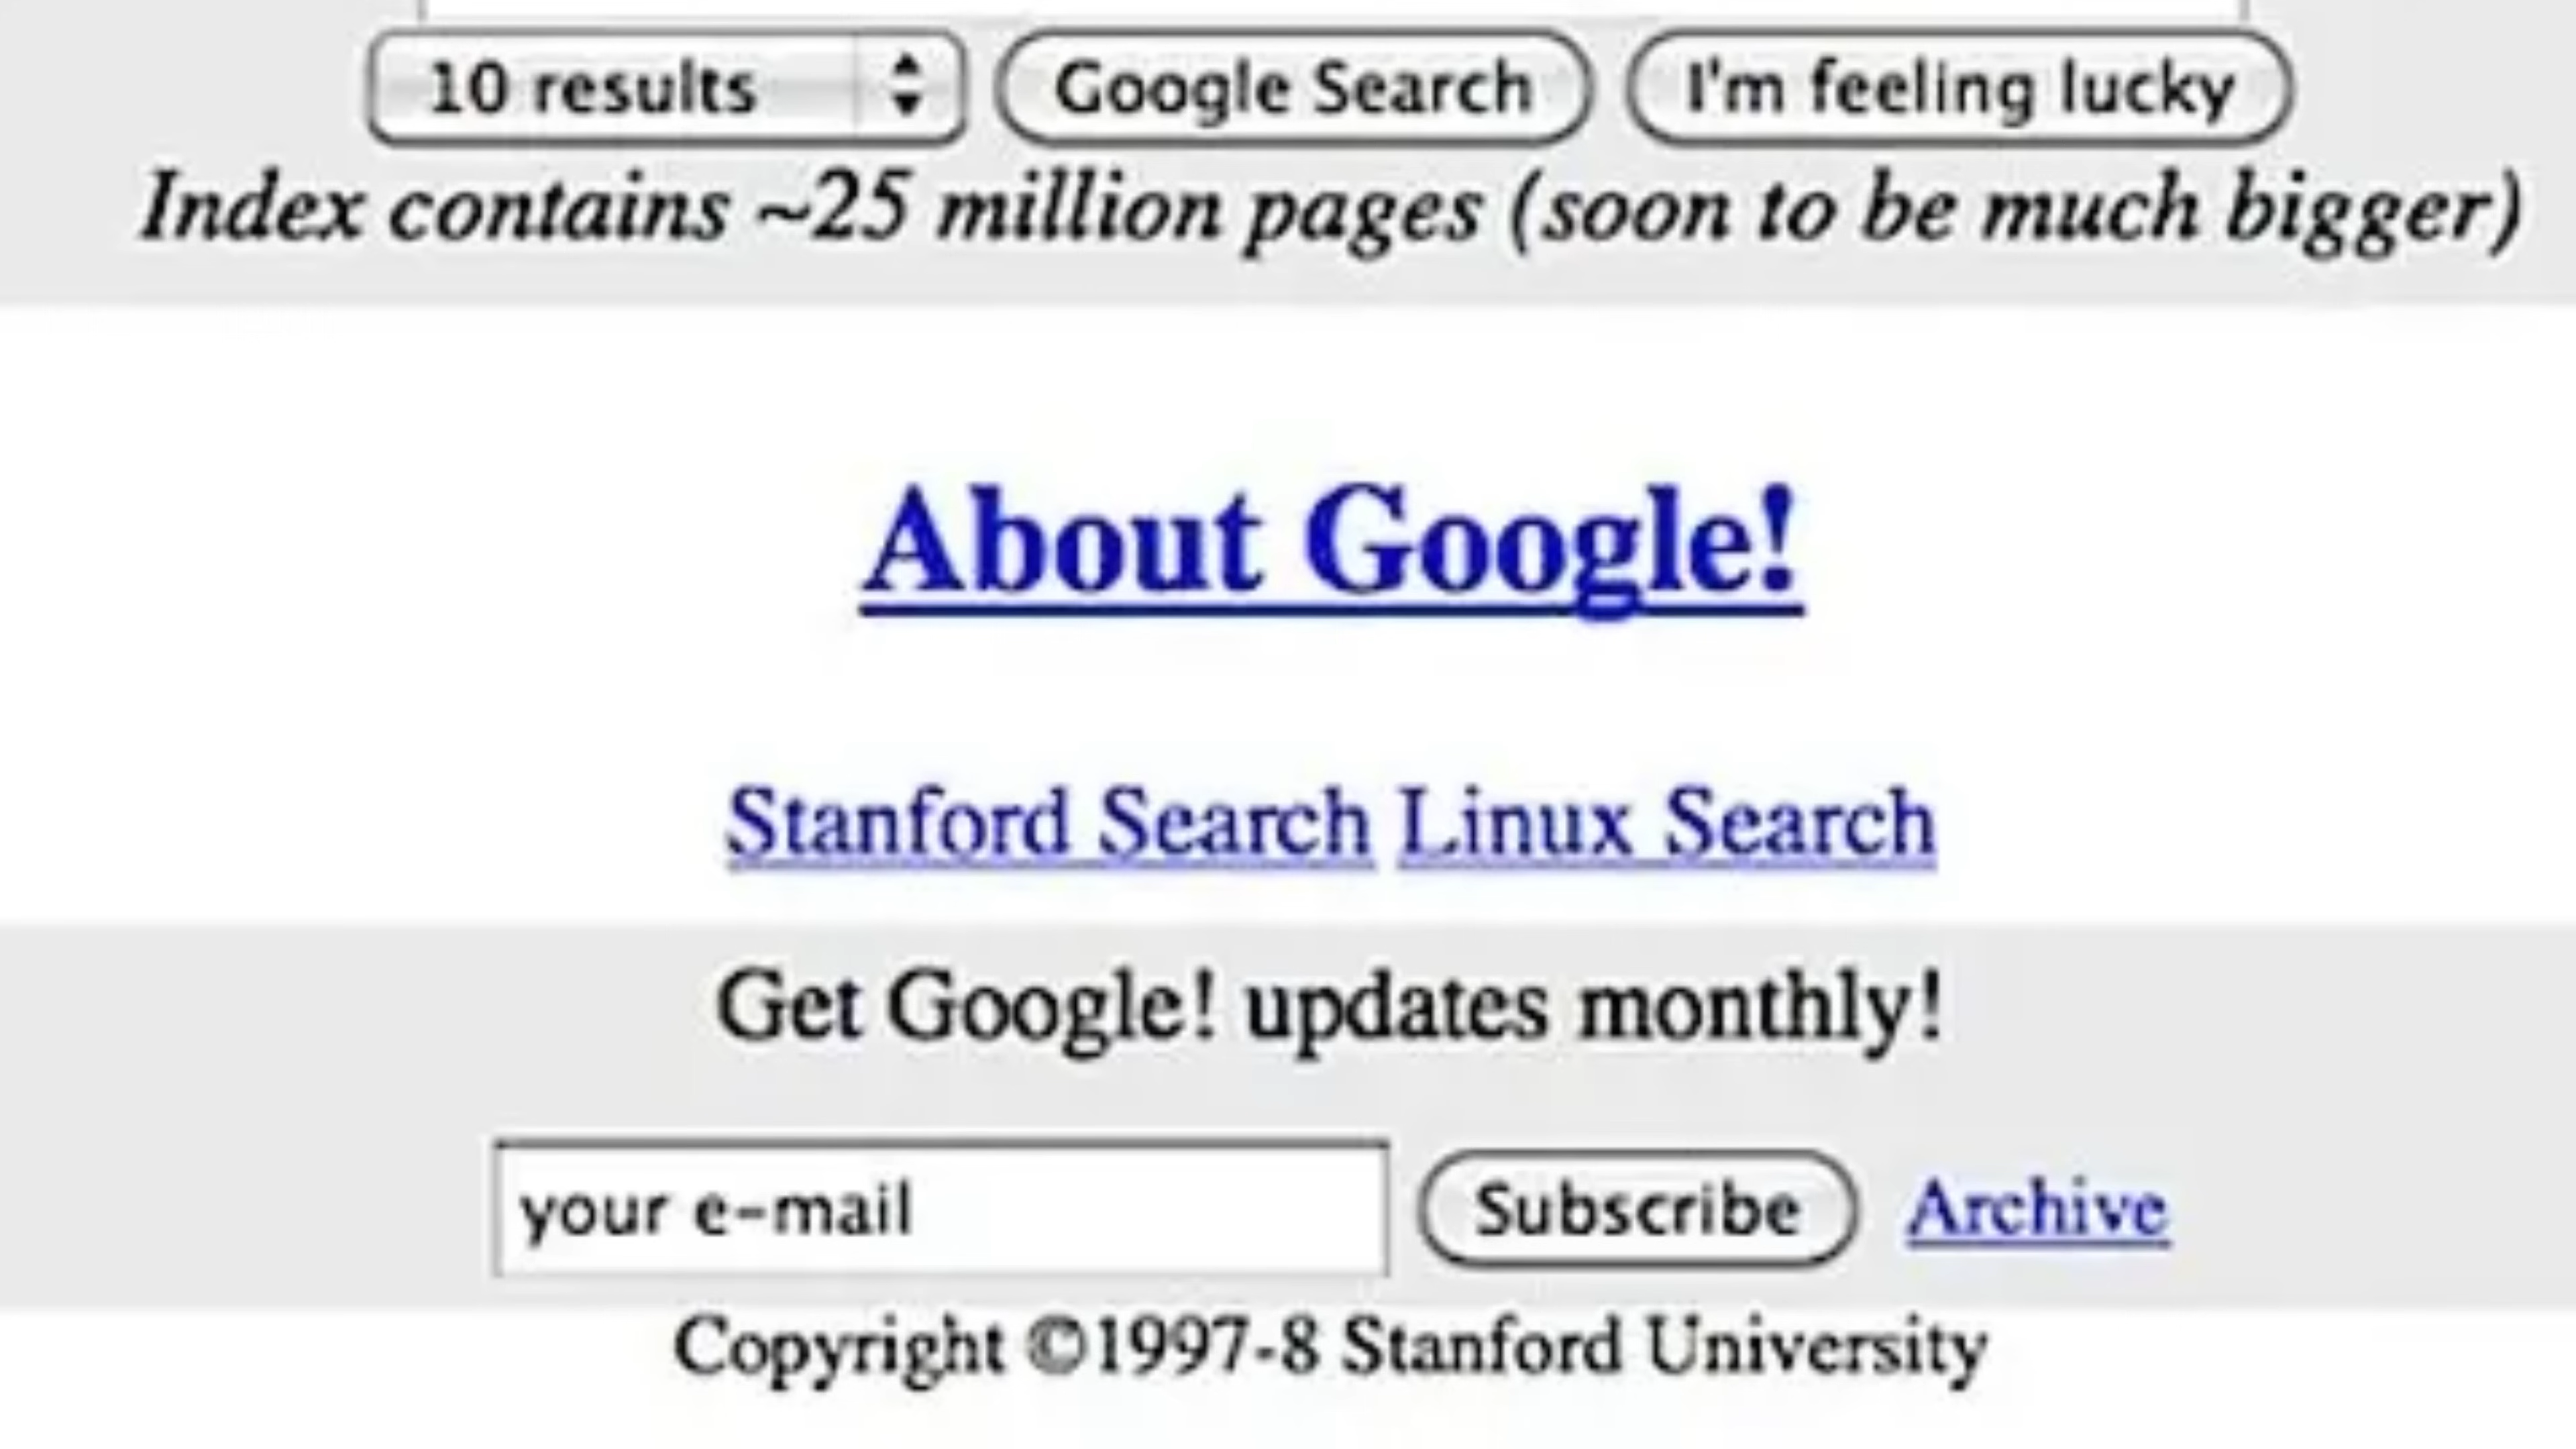 10 results Google Search I'm feeling lucky
Index contains ~25 million pages (soon to be much bigger)
About Google!
Stanford Search Linux Search
Get Google! updates monthly!
your e-mail Subscribe Archive
Copyright ©1997-8 Stanford University